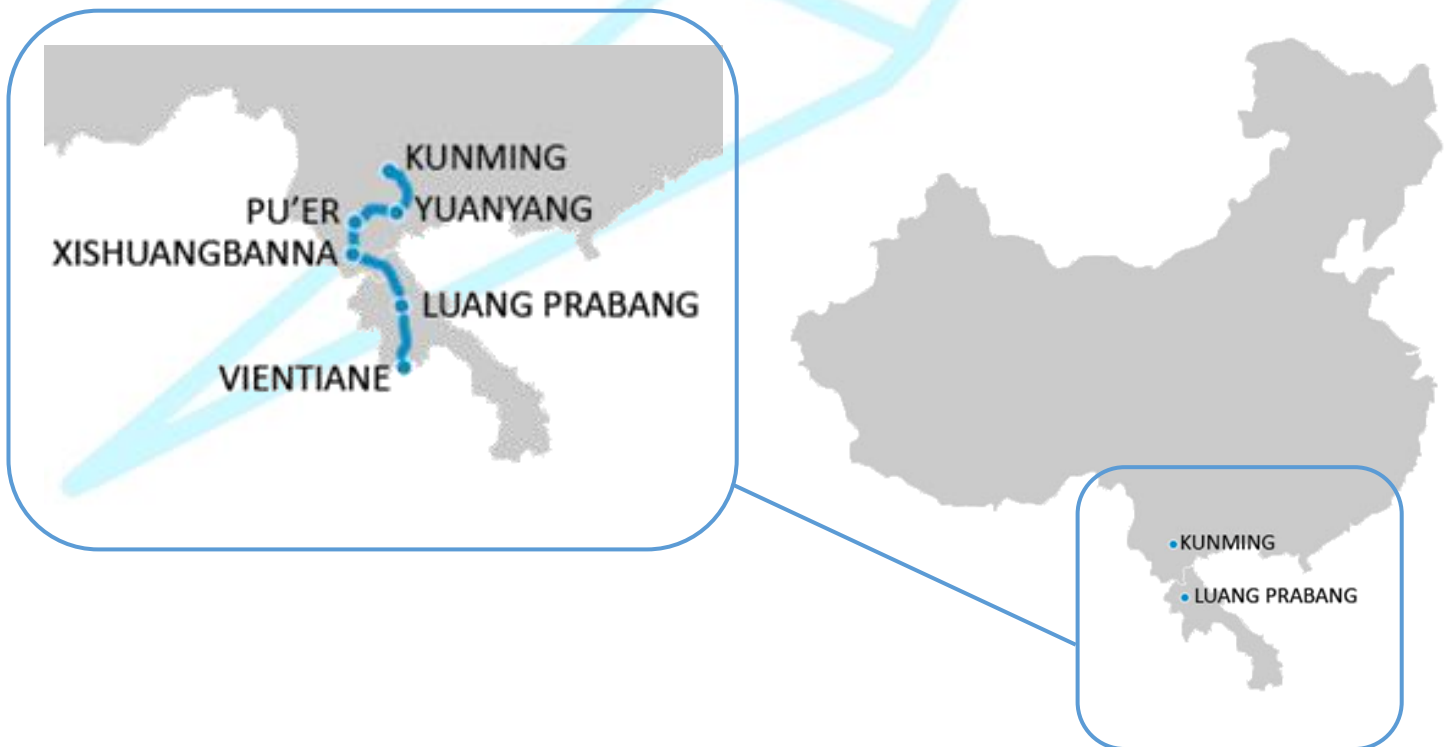 KUNMING
PU'ER
YUANYANG
XISHUANGBANNA
LUANG PRABANG
VIENTIANE
KUNMING
LUANG PRABANG